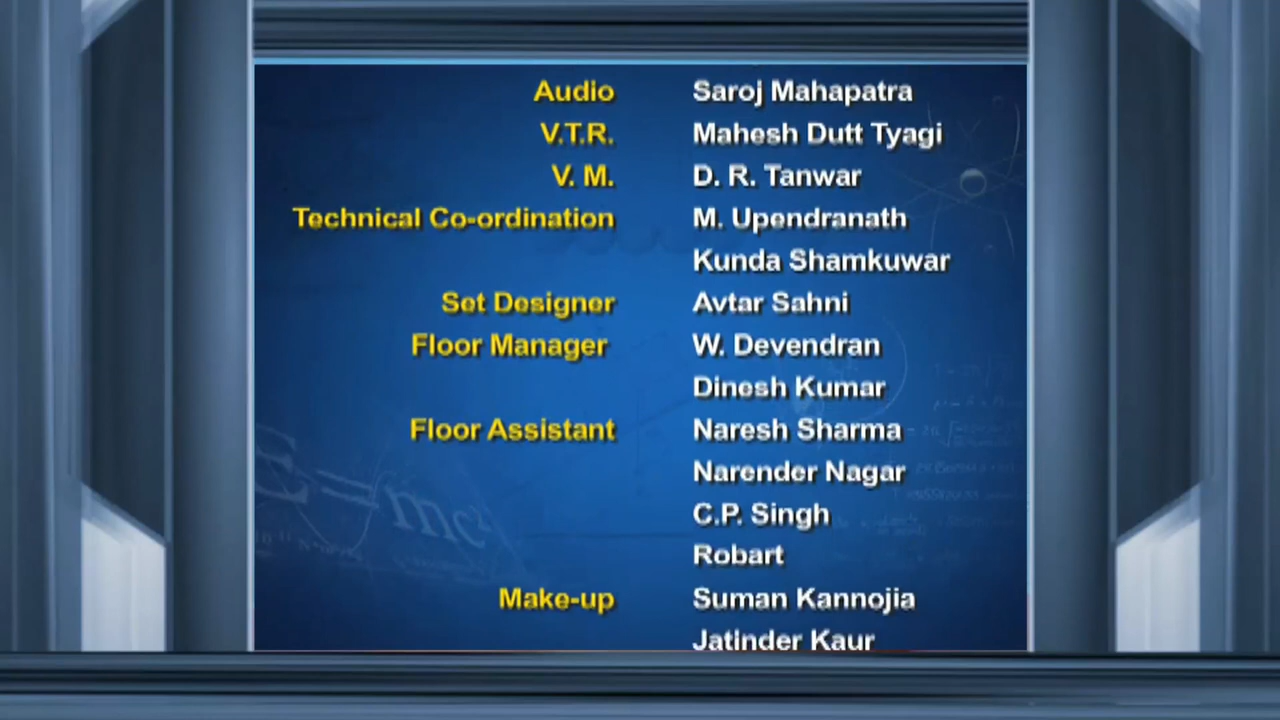 Audio Saroj Mahapatra
V.T.R. Mahesh Dutt Tyagi
V. M. D. R. Tanwar
Technical Co-ordination M. Upendranath
Kunda Shamkuwar
Set Designer Avtar Sahni
Floor Manager W. Devendran
Dinesh Kumar
Floor Assistant Naresh Sharma
Narender Nagar
C.P. Singh
Robart
Make-up Suman Kannojia
Jatinder Kaur
E=mc²